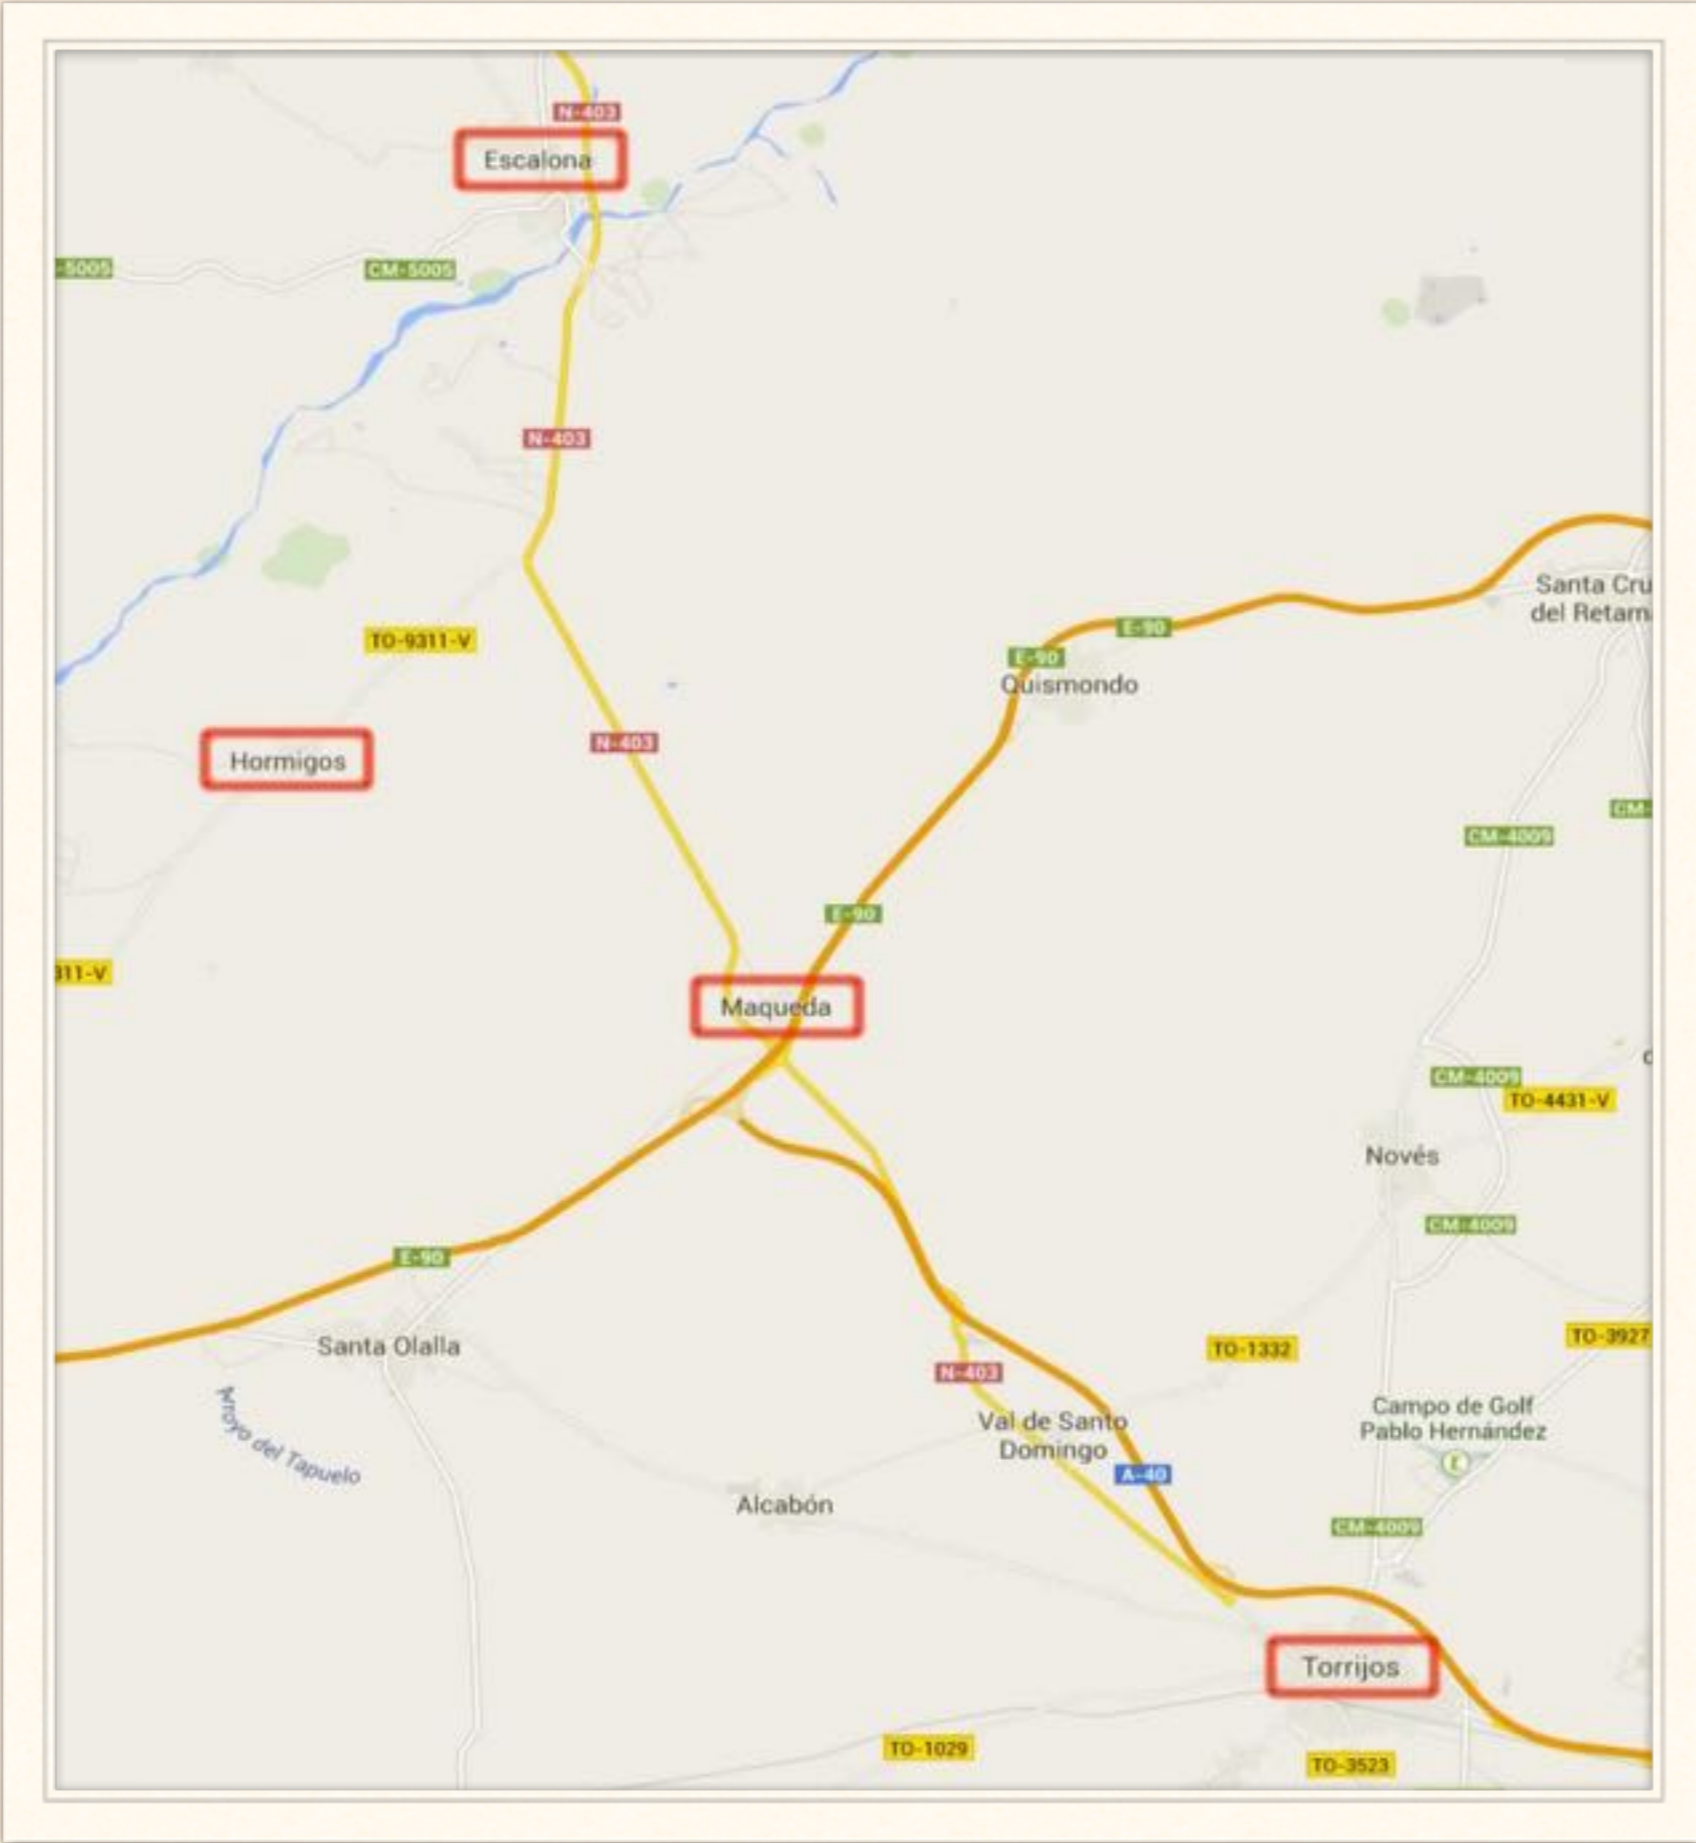 N-403
Escalona
-5005
CM-5005
N-403
Santa Cru
del Retam
TO-9311-V
E-90
E-90
Quismondo
N-403
Hormigos
CM-
CM-4009
E-90
311-V
Maqueda
CM-4009
TO-4431-V
Novés
CM-4009
E-90
Santa Olalla
TO-3927
TO-1332
N-403
Arroyo del Tapuelo
Campo de Golf
Pablo Hernández
Val de Santo
Domingo
A-40
Alcabón
CM-4009
Torrijos
TO-1029
TO-3523